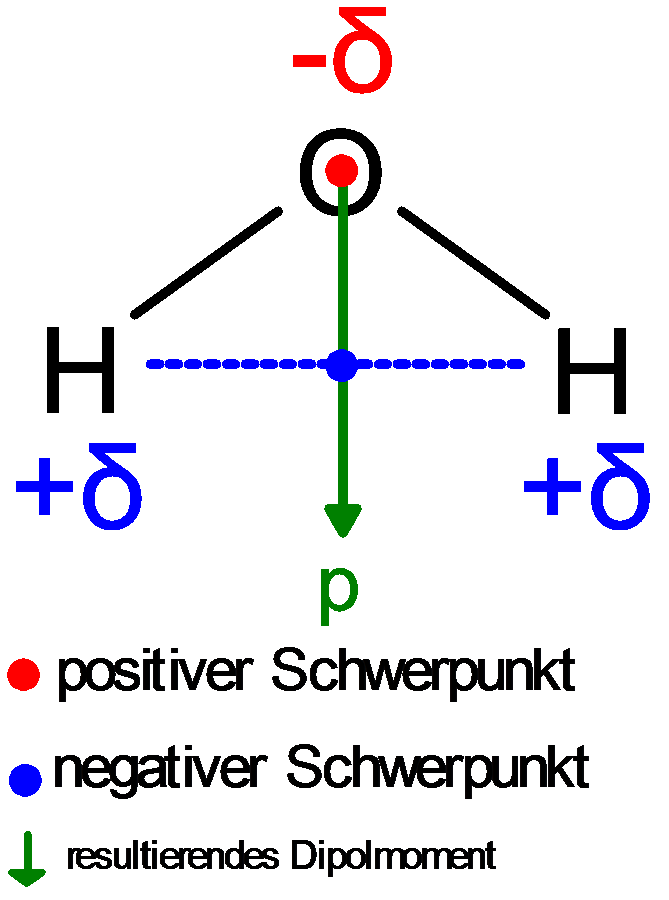 -δ
O
H H
+δ +δ
p
positiver Schwerpunkt
negativer Schwerpunkt
resultierendes Dipolmoment